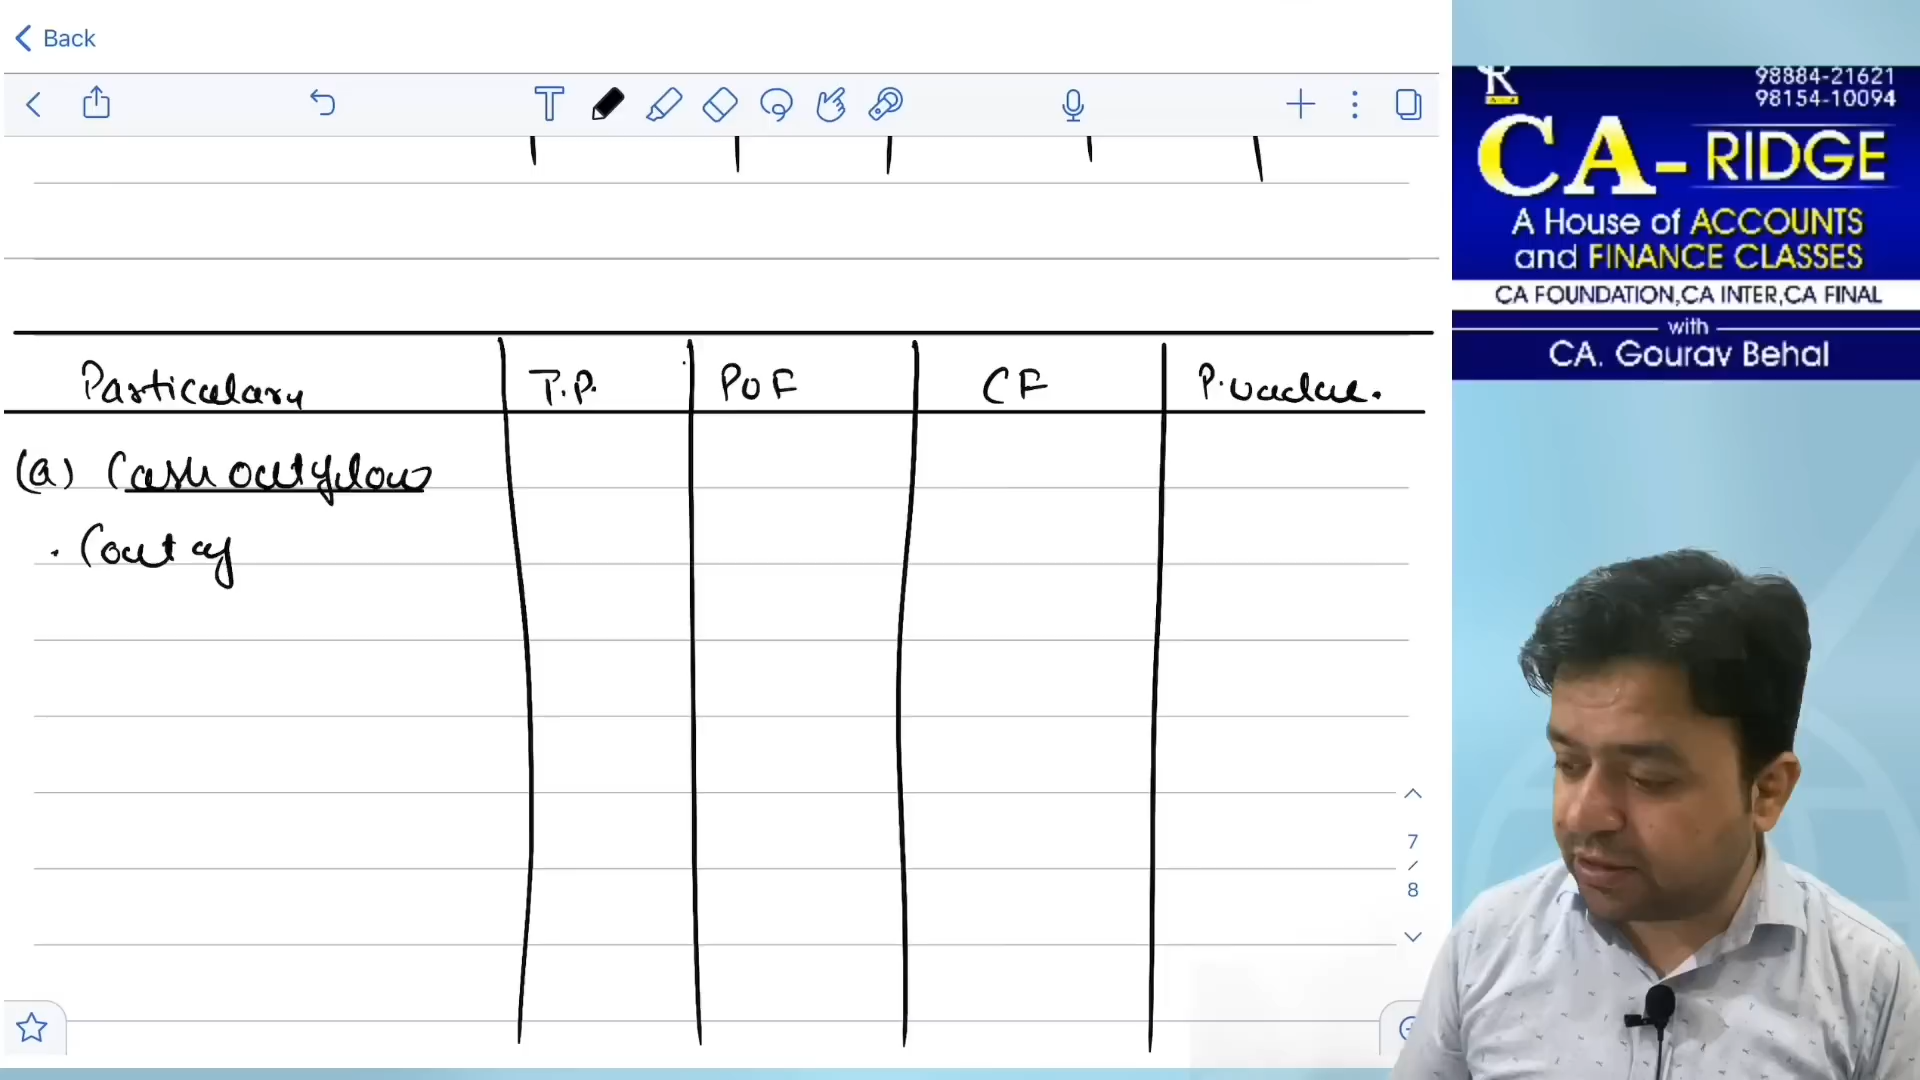 Back
T
Particulars
T.P.
POF
CF
P.value.
(a) Cash outflow
. Cost of
7
/
8
R
98884-21621
98154-10094
CA- RIDGE
A House of ACCOUNTS
and FINANCE CLASSES
CA FOUNDATION,CA INTER,CA FINAL
with
CA. Gourav Behal